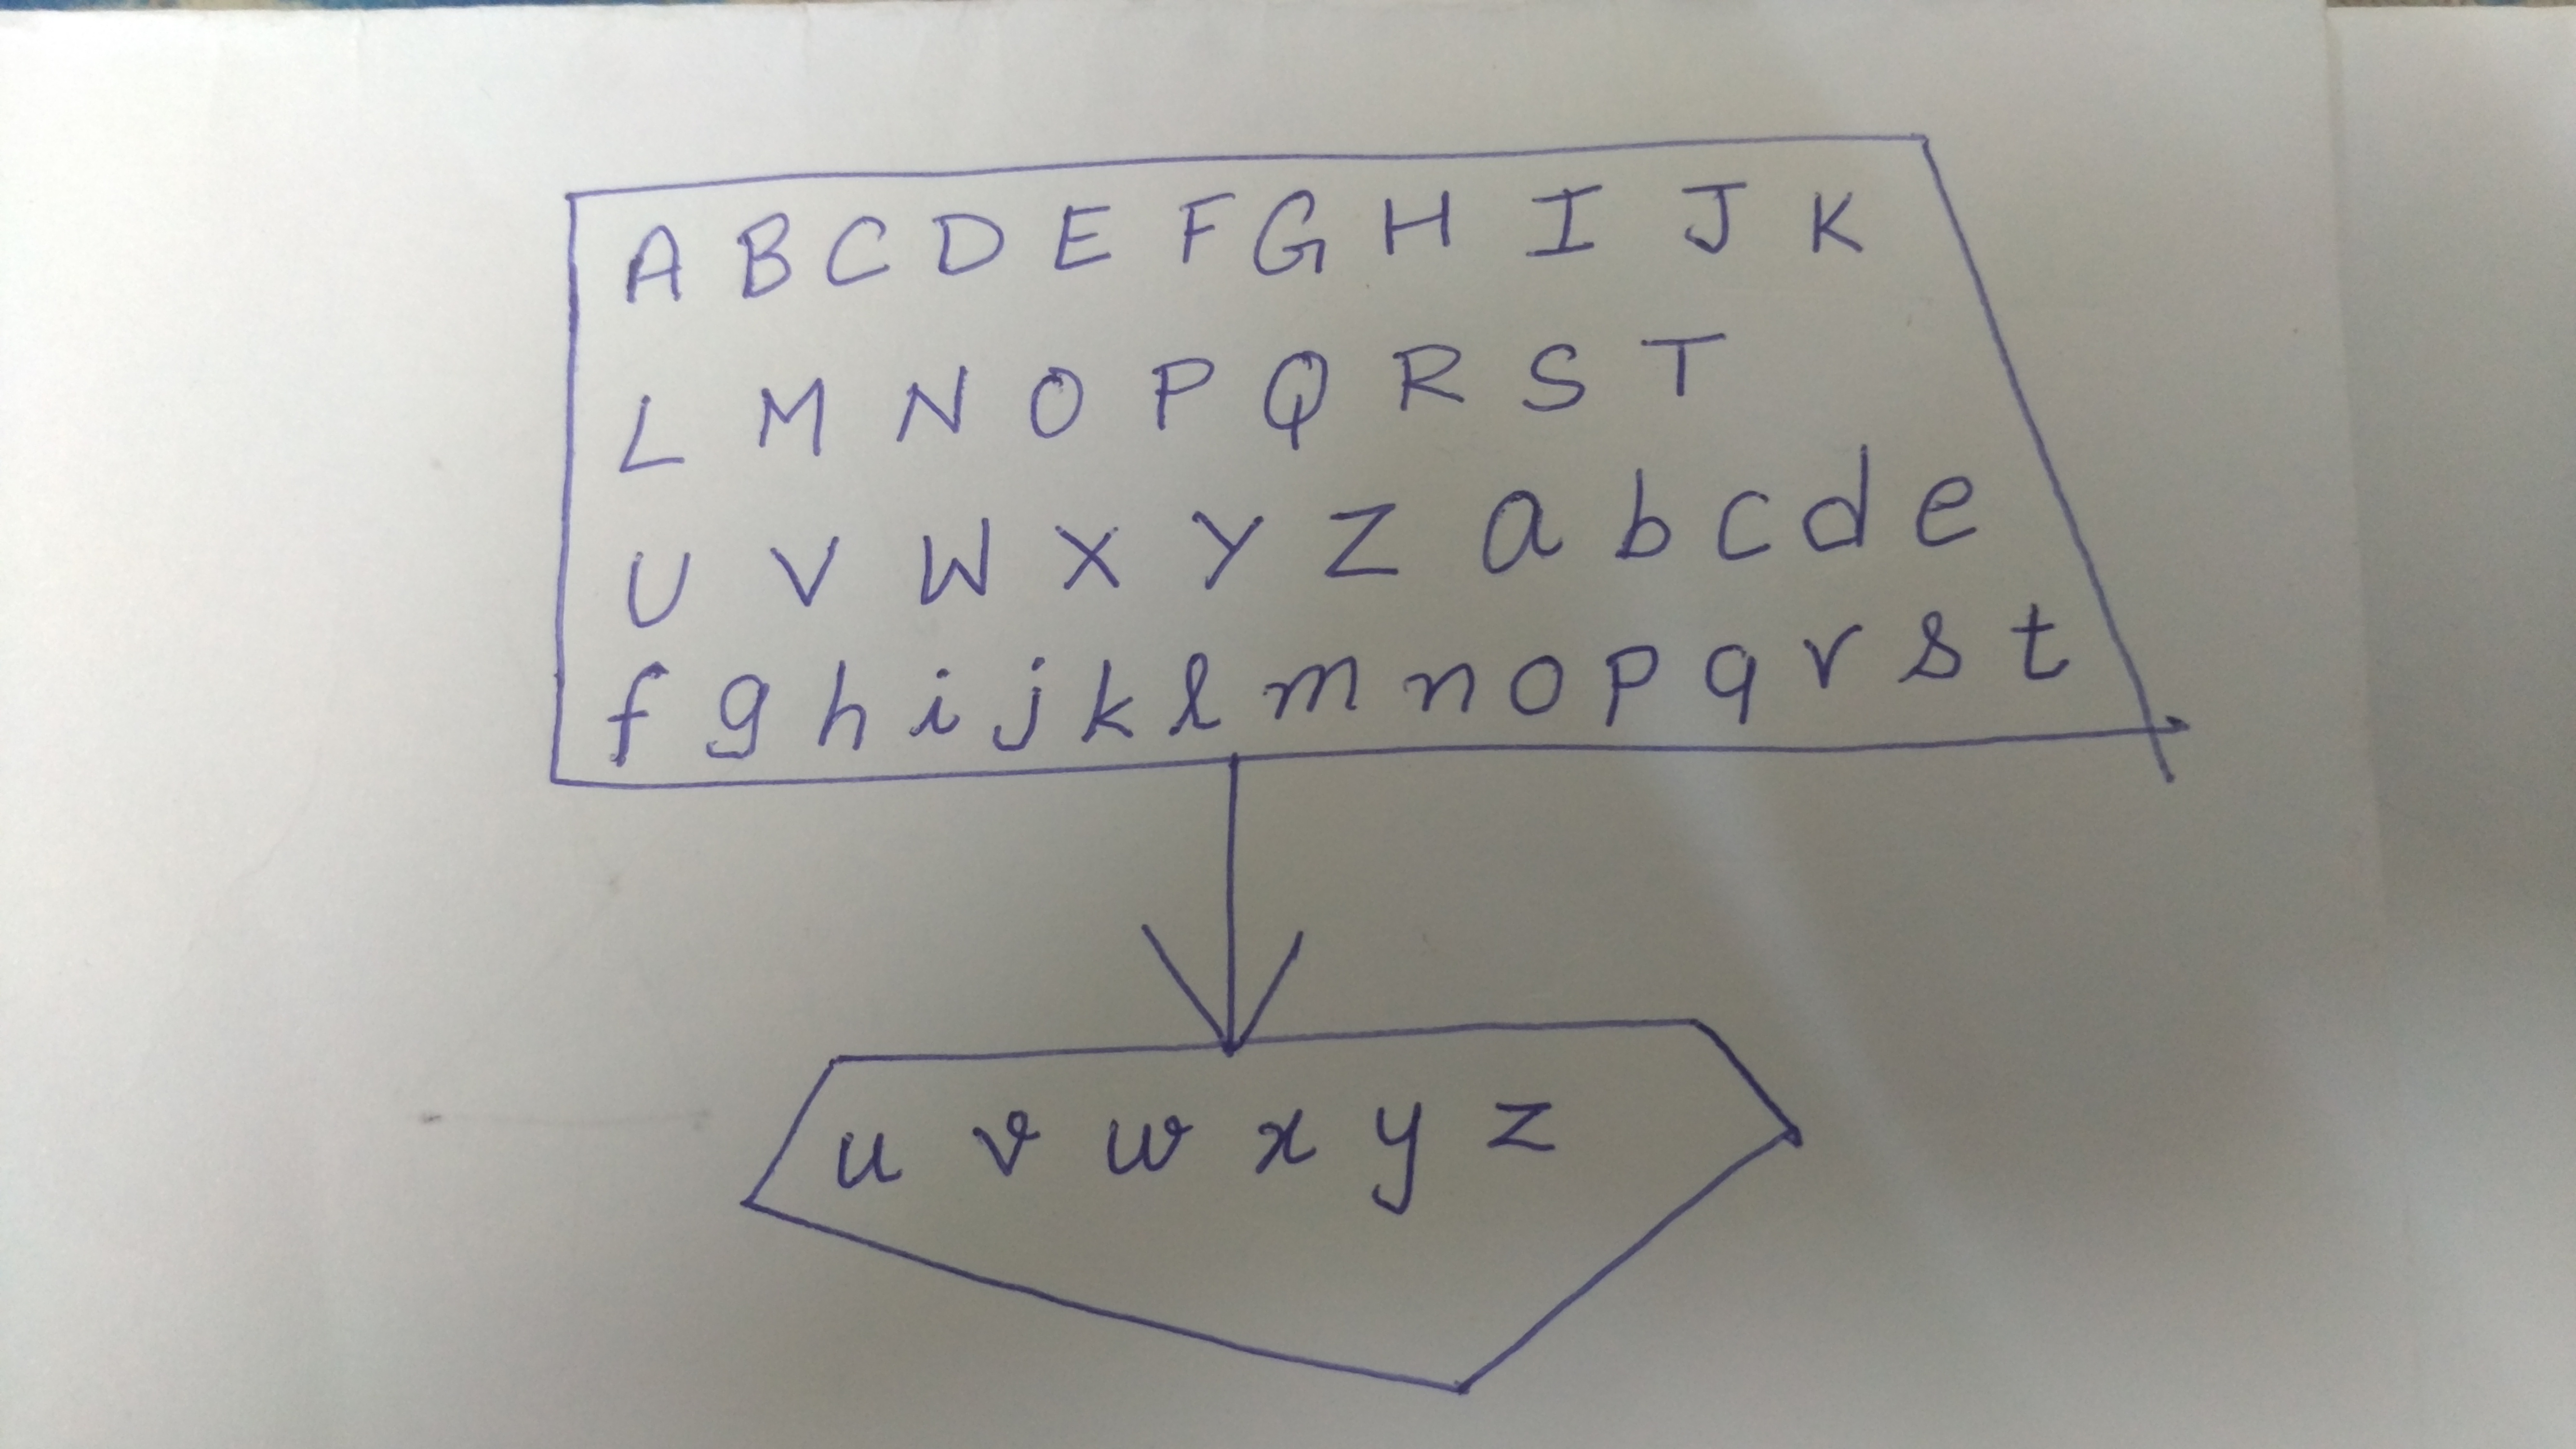 A B C D E F G H I J K
L M N O P Q R S T
U V W X Y Z a b c d e
f g h i j k l m n o p q r s t
u v w x y z